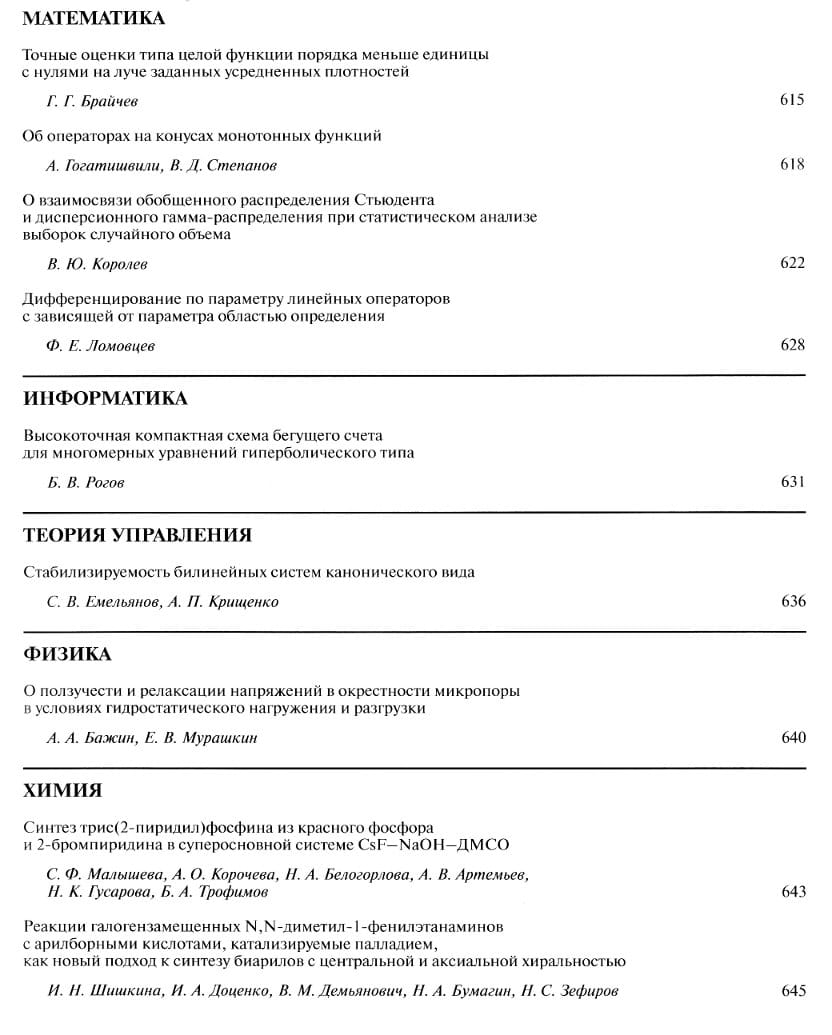 МАТЕМАТИКА
Точные оценки типа целой функции порядка меньше единицы
с нулями на луче заданных усредненных плотностей
Г. Г. Брайчев 615
Об операторах на конусах монотонных функций
А. Гогатишвили, В. Д. Степанов 618
О взаимосвязи обобщенного распределения Стьюдента
и дисперсионного гамма-распределения при статистическом анализе
выборок случайного объема
В. Ю. Королев 622
Дифференцирование по параметру линейных операторов
с зависящей от параметра областью определения
Ф. Е. Ломовцев 628
ИНФОРМАТИКА
Высокоточная компактная схема бегущего счета
для многомерных уравнений гиперболического типа
Б. В. Рогов 631
ТЕОРИЯ УПРАВЛЕНИЯ
Стабилизируемость билинейных систем канонического вида
С. В. Емельянов, А. П. Крищенко 636
ФИЗИКА
О ползучести и релаксации напряжений в окрестности микропоры
в условиях гидростатического нагружения и разгрузки
А. А. Бажин, Е. В. Мурашкин 640
ХИМИЯ
Синтез трис(2-пиридил)фосфина из красного фосфора
и 2-бромпиридина в суперосновной системе CsF–NaOH–ДМСО
С. Ф. Малышева, А. О. Корочева, Н. А. Белогорлова, А. В. Артемьев,
Н. К. Гусарова, Б. А. Трофимов 643
Реакции галогензамещенных N,N-диметил-1-фенилэтанаминов
с арилборными кислотами, катализируемые палладием,
как новый подход к синтезу биарилов с центральной и аксиальной хиральностью
И. Н. Шишкина, И. А. Доценко, В. М. Демьянович, Н. А. Бумагин, Н. С. Зефиров 645